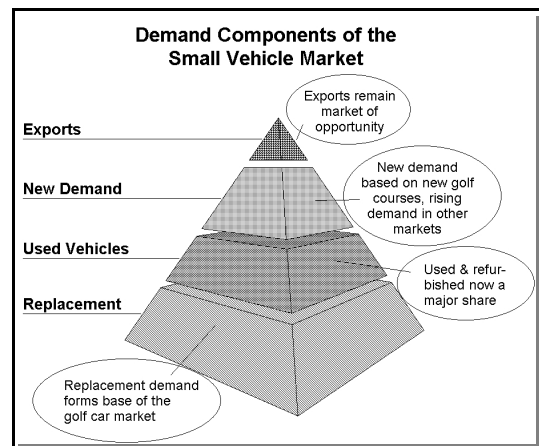 Demand Components of the
Small Vehicle Market
Exports
Exports remain
market of
opportunity
New Demand
New demand
based on new golf
courses, rising
demand in other
markets
Used Vehicles
Used & refur-
bished now a
major share
Replacement
Replacement demand
forms base of the
golf car market